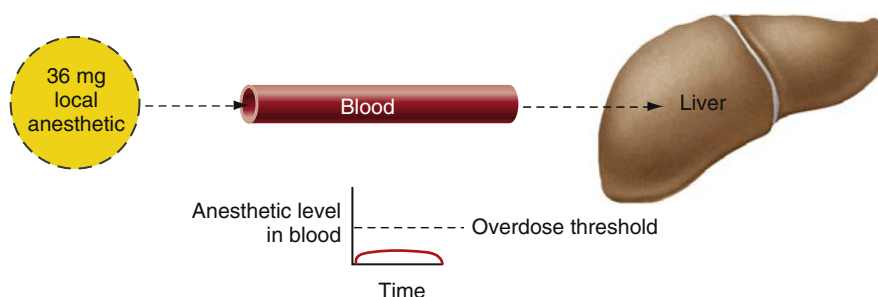 36 mg
local
anesthetic
Blood
Liver
Anesthetic level
in blood
Overdose threshold
Time